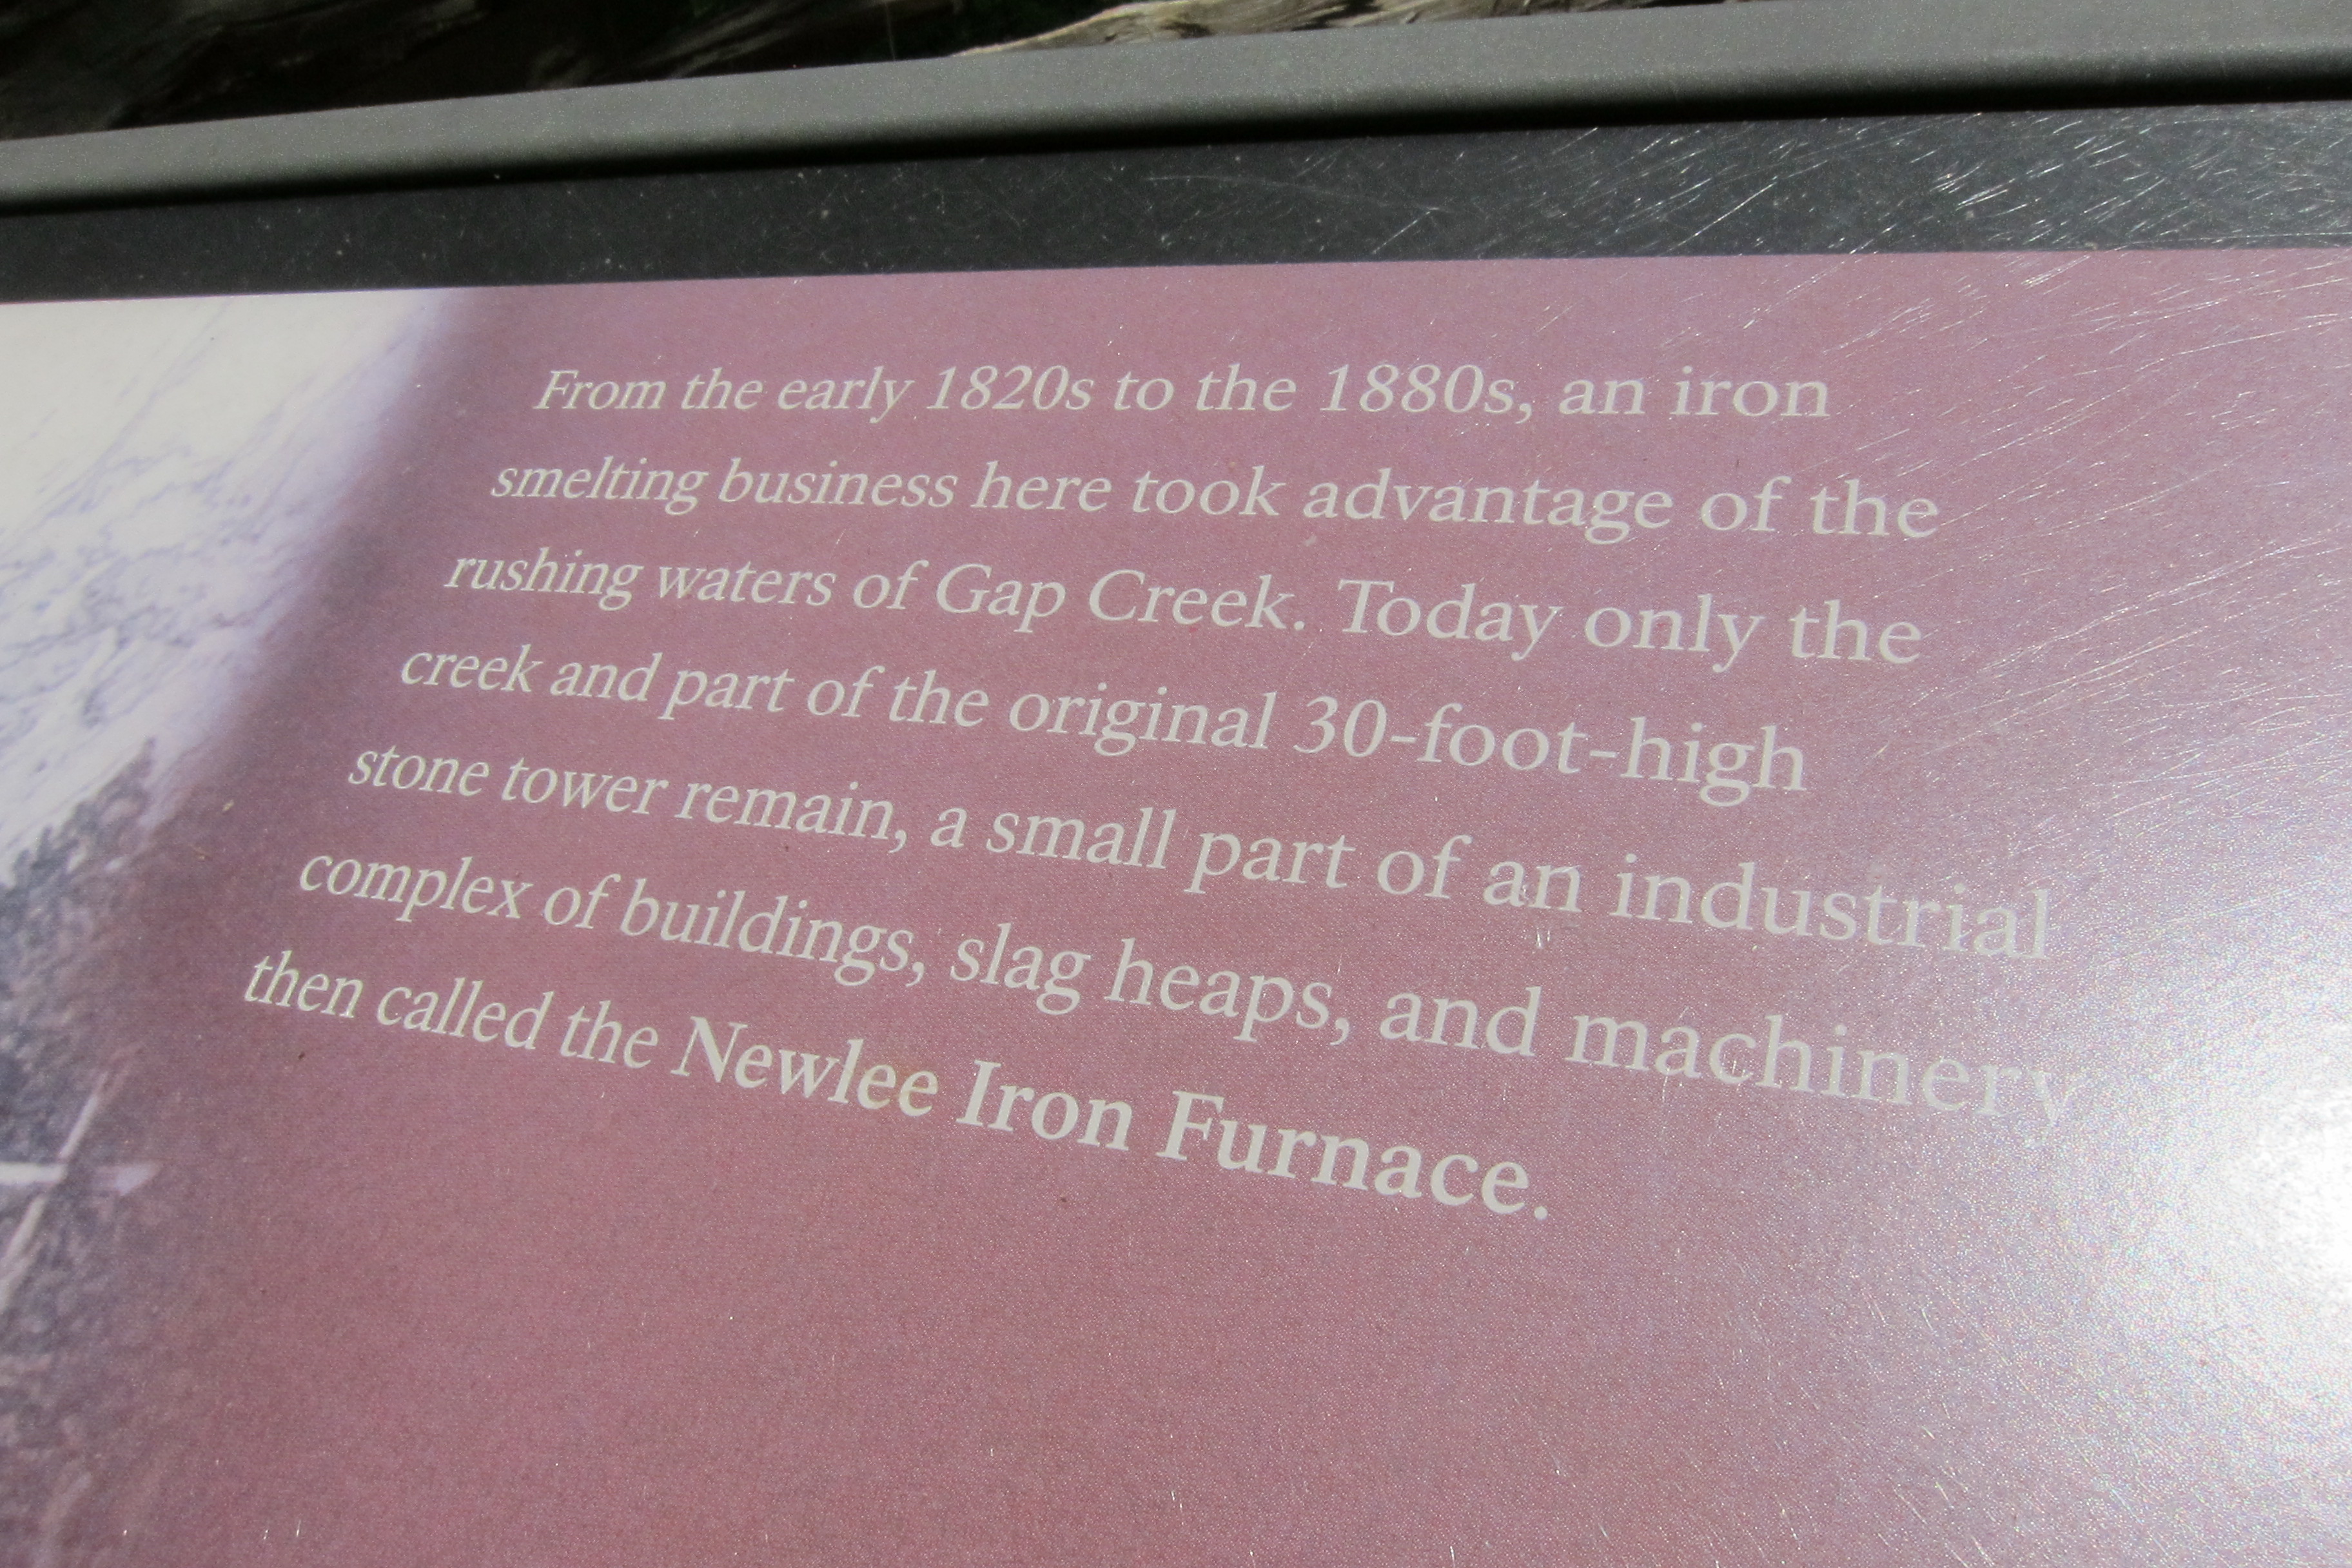 From the early 1820s to the 1880s, an iron
smelting business here took advantage of the
rushing waters of Gap Creek. Today only the
creek and part of the original 30-foot-high
stone tower remain, a small part of an industrial
complex of buildings, slag heaps, and machinery
then called the Newlee Iron Furnace.